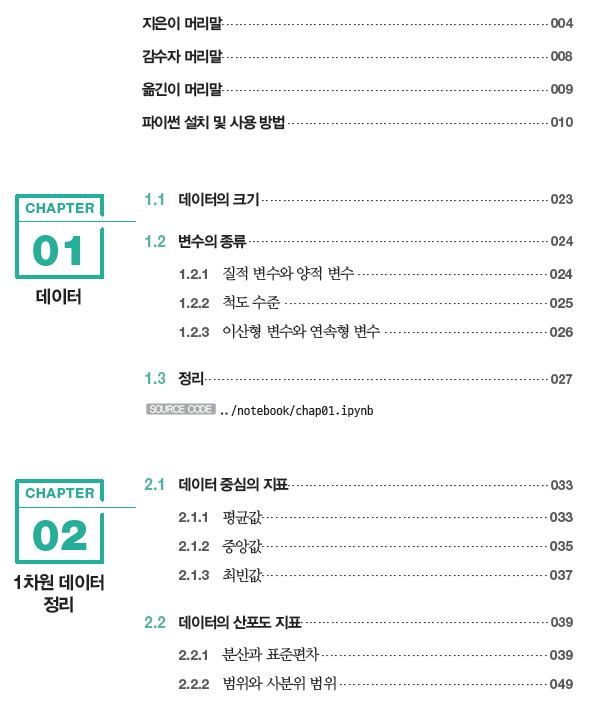 지은이 머리말 004
감수자 머리말 008
옮긴이 머리말 009
파이썬 설치 및 사용 방법 010
CHAPTER
01
데이터
1.1 데이터의 크기 023
1.2 변수의 종류 024
1.2.1 질적 변수와 양적 변수 024
1.2.2 척도 수준 025
1.2.3 이산형 변수와 연속형 변수 026
1.3 정리 027
SOURCE CODE ../notebook/chap01.ipynb
CHAPTER
02
1차원 데이터
정리
2.1 데이터 중심의 지표 033
2.1.1 평균값 033
2.1.2 중앙값 035
2.1.3 최빈값 037
2.2 데이터의 산포도 지표 039
2.2.1 분산과 표준편차 039
2.2.2 범위와 사분위 범위 049